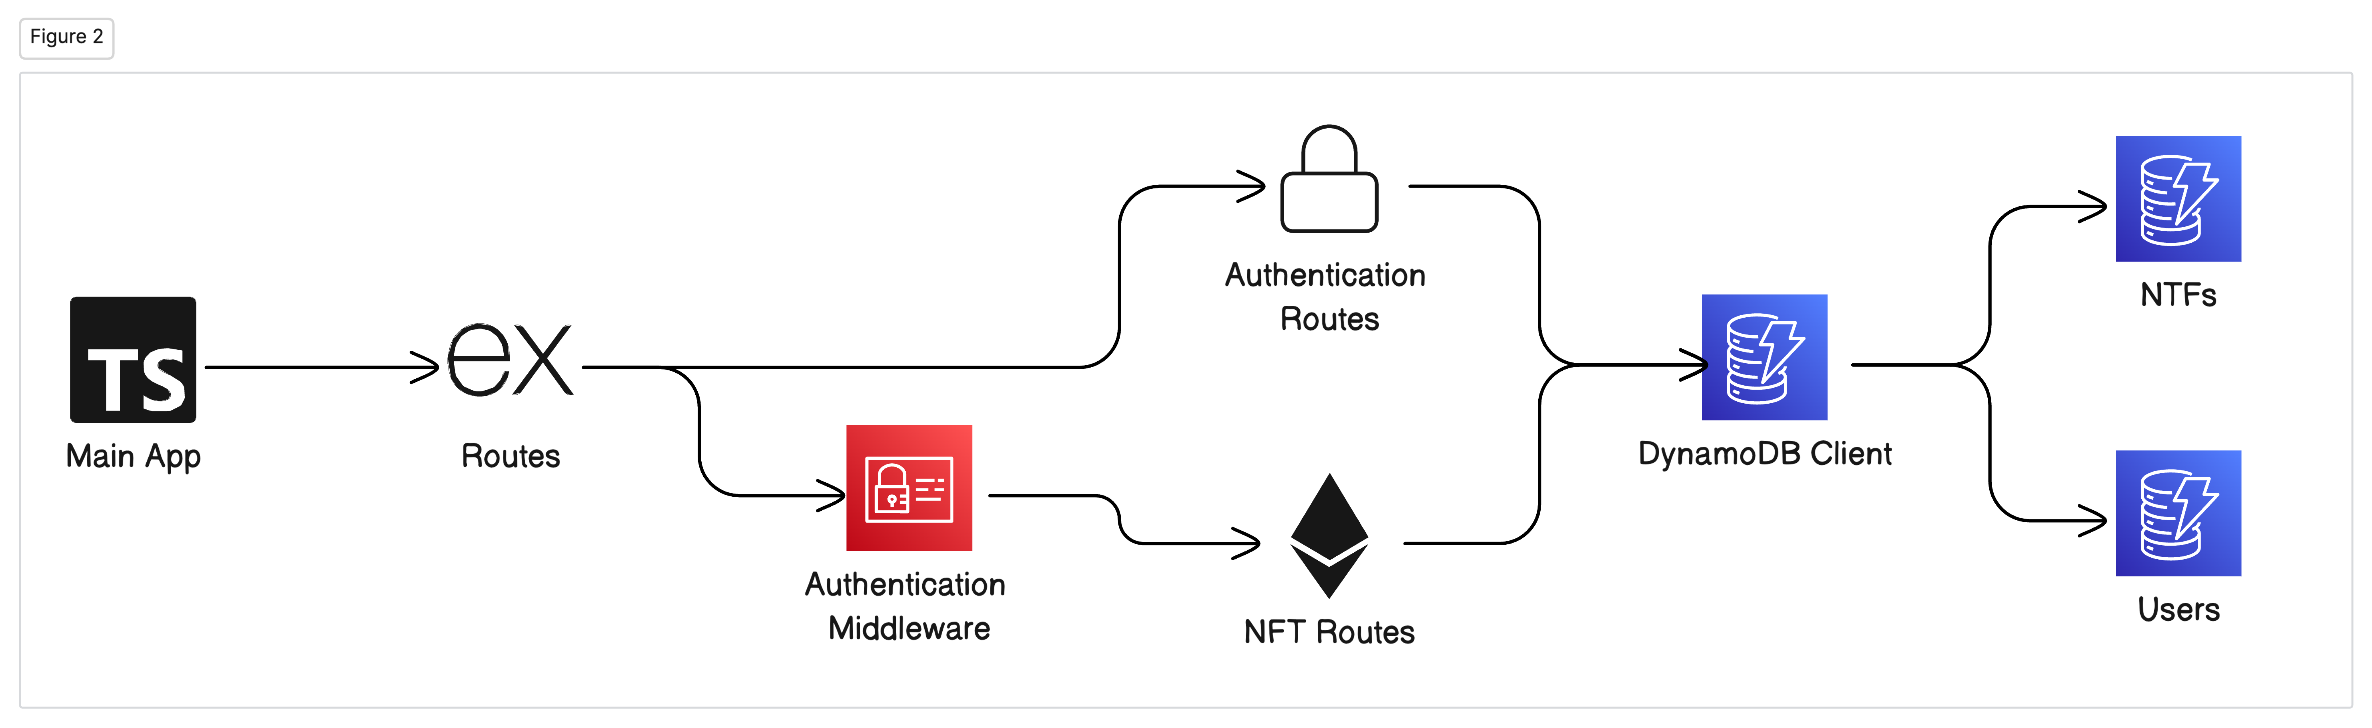 Figure 2
TS
Main App
ex
Routes
Authentication
Middleware
Authentication
Routes
NFT Routes
DynamoDB Client
NTFs
Users